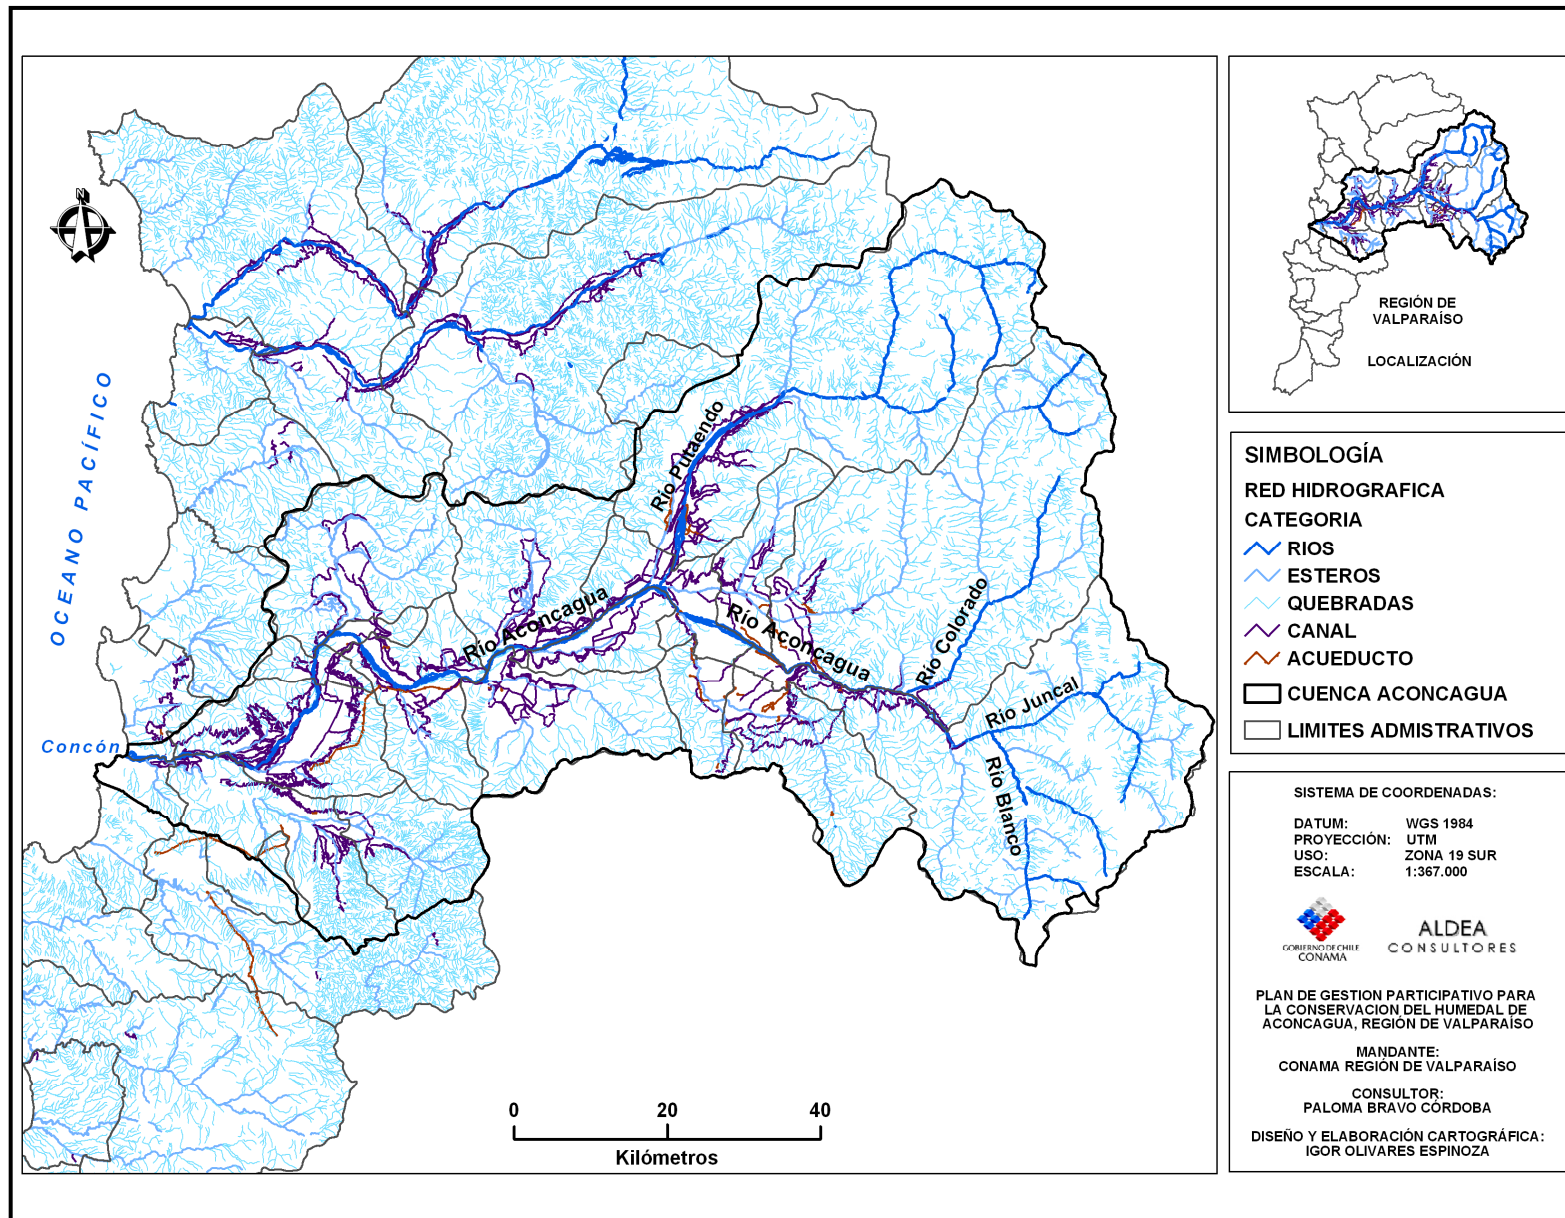 N
OCEANO PACÍFICO
Concón
Río Putaendo
Río Aconcagua
Río Aconcagua
Río Colorado
Río Juncal
Río Blanco
0 20 40
Kilómetros
REGIÓN DE
VALPARAÍSO
LOCALIZACIÓN
SIMBOLOGÍA
RED HIDROGRAFICA
CATEGORIA
RIOS
ESTEROS
QUEBRADAS
CANAL
ACUEDUCTO
CUENCA ACONCAGUA
LIMITES ADMISTRATIVOS
SISTEMA DE COORDENADAS:
DATUM: WGS 1984
PROYECCIÓN: UTM
USO: ZONA 19 SUR
ESCALA: 1:367.000
GOBIERNO DE CHILE
CONAMA
ALDEA
CONSULTORES
PLAN DE GESTION PARTICIPATIVO PARA
LA CONSERVACION DEL HUMEDAL DE
ACONCAGUA, REGIÓN DE VALPARAÍSO
MANDANTE:
CONAMA REGIÓN DE VALPARAÍSO
CONSULTOR:
PALOMA BRAVO CÓRDOBA
DISEÑO Y ELABORACIÓN CARTOGRÁFICA:
IGOR OLIVARES ESPINOZA